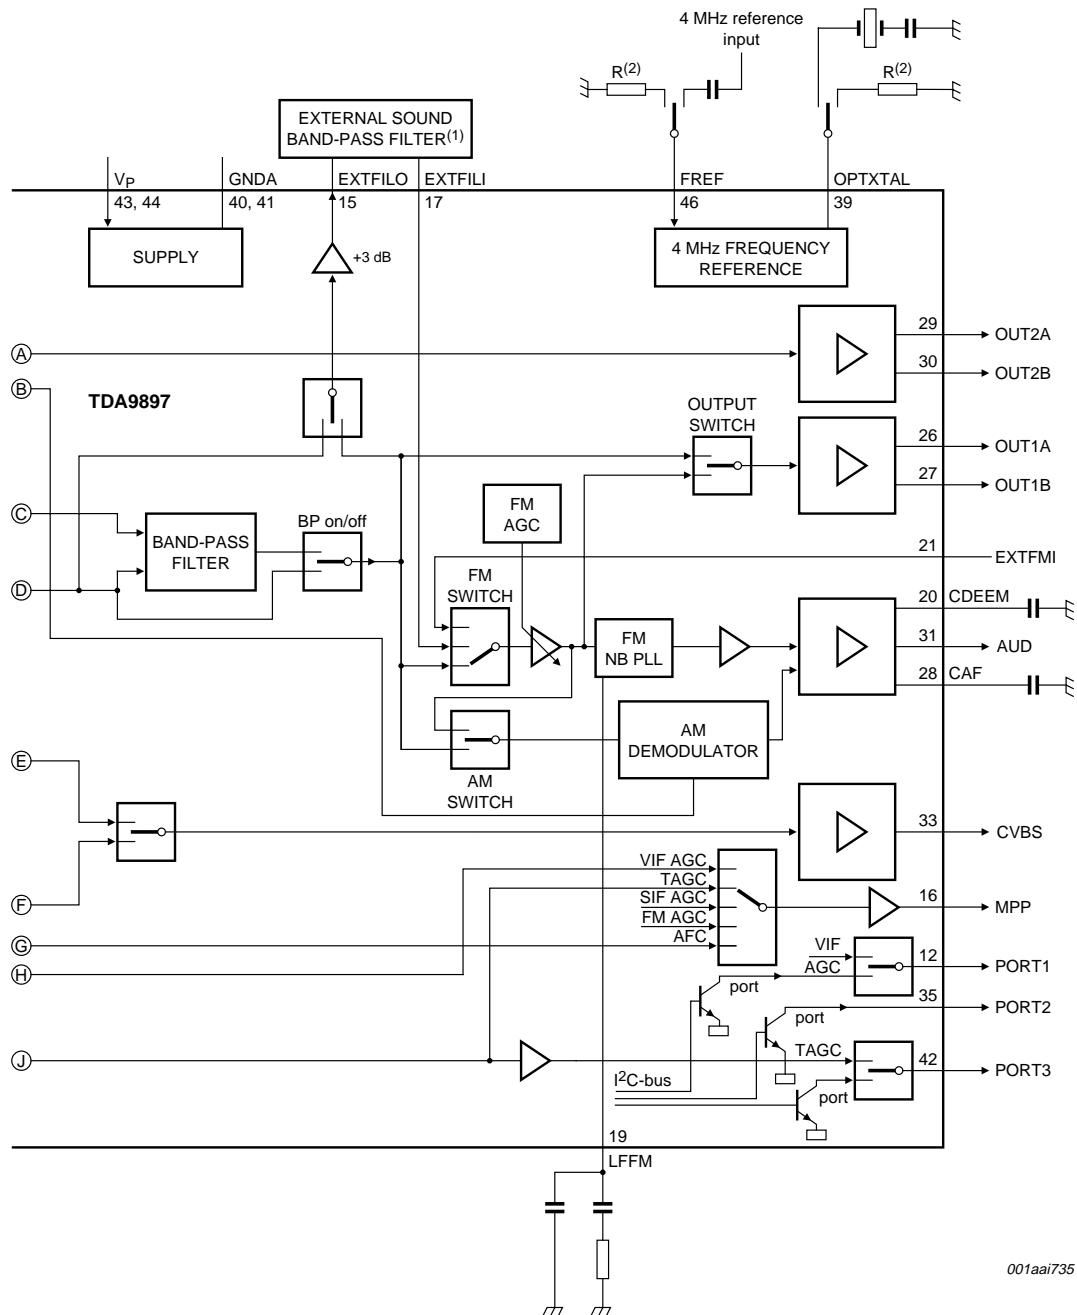 4 MHz reference
input
R(2)
R(2)
EXTERNAL SOUND
BAND-PASS FILTER(1)
VP
GNDA
EXTFILO
EXTFILI
FREF
OPTXTAL
43, 44
40, 41
15
17
46
39
SUPPLY
+3 dB
4 MHz FREQUENCY
REFERENCE
29
OUT2A
A
30
OUT2B
B
TDA9897
OUTPUT
SWITCH
26
OUT1A
27
OUT1B
C
FM
AGC
BP on/off
BAND-PASS
FILTER
21
EXTFMI
D
FM
SWITCH
20
CDEEM
FM
NB PLL
31
AUD
28
CAF
AM
DEMODULATOR
E
AM
SWITCH
33
CVBS
VIF AGC
TAGC
SIF AGC
FM AGC
AFC
F
16
MPP
G
VIF
AGC
12
PORT1
H
port
35
PORT2
port
TAGC
42
PORT3
J
I2C-bus
port
19
LFFM
001aai735